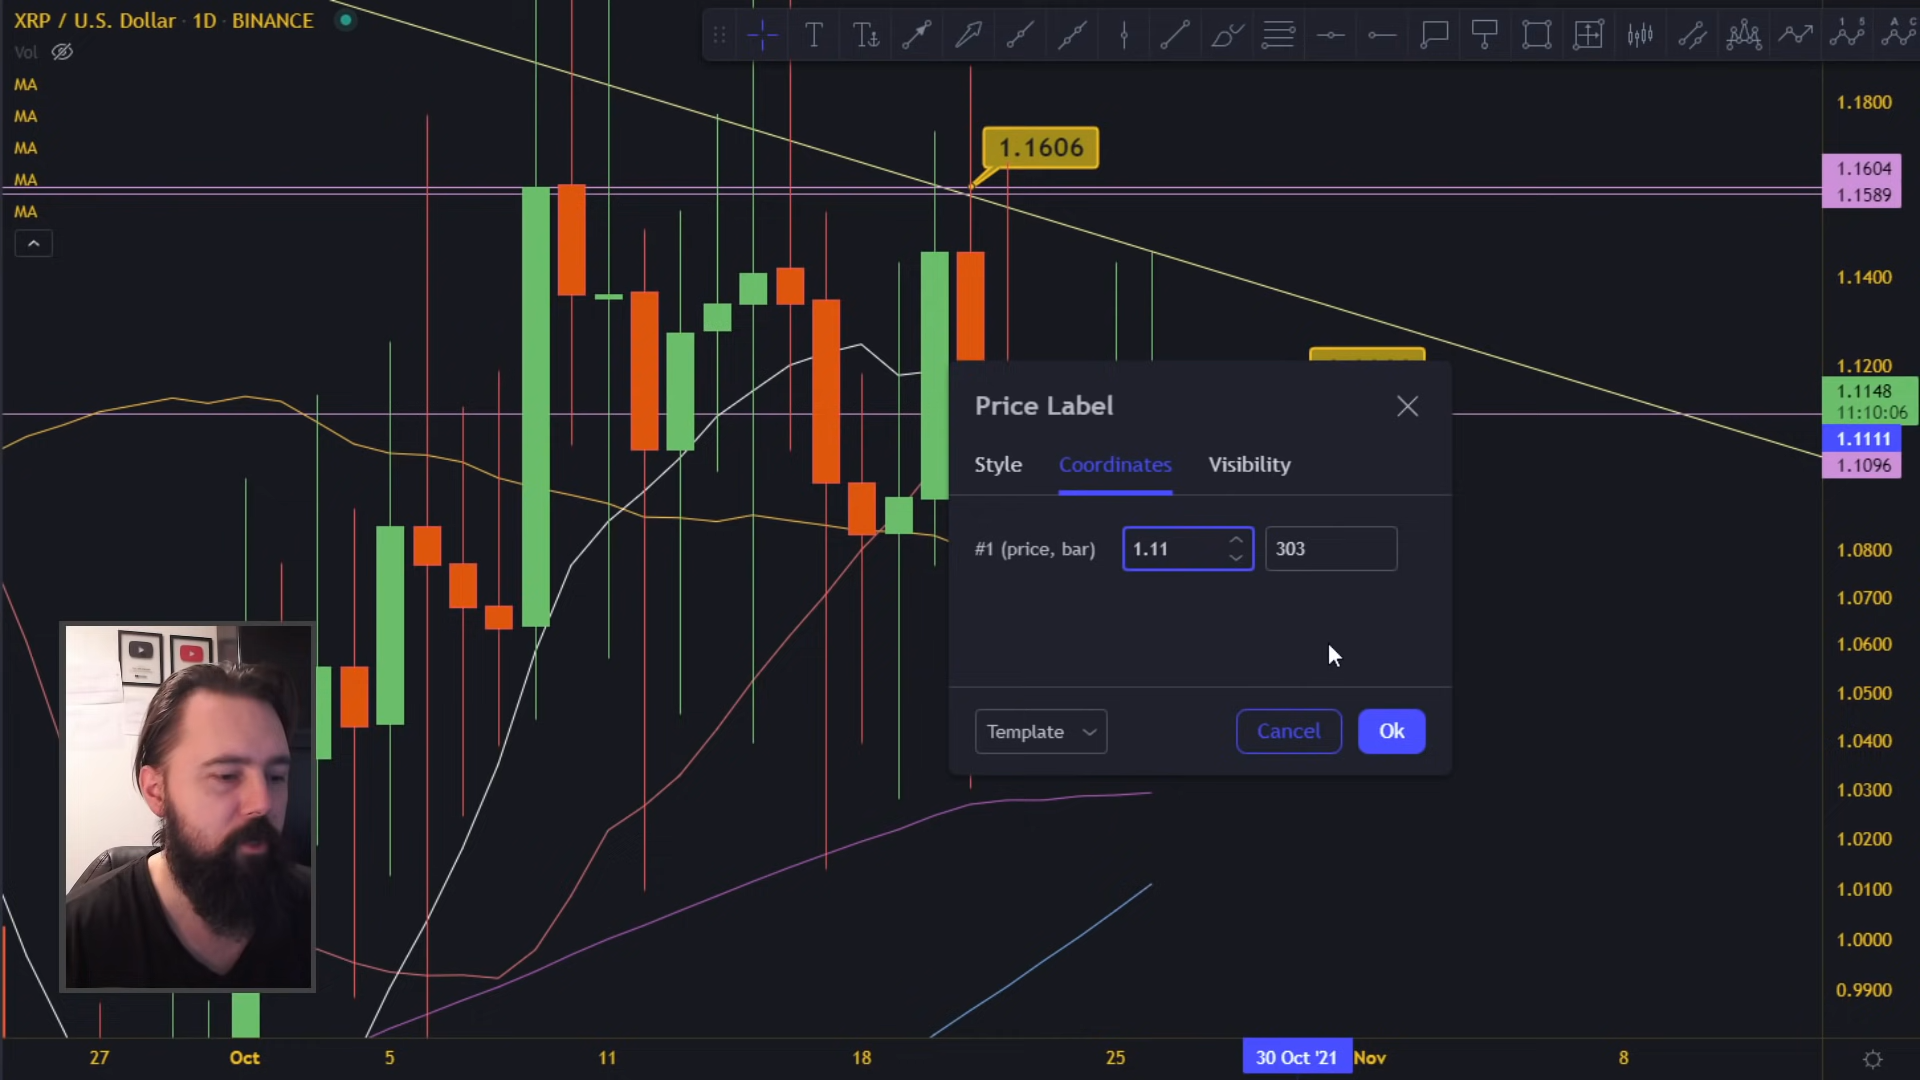 XRP / U.S. Dollar · 1D · BINANCE
Vol
MA
MA
MA
MA
MA
1.1606
1.1800
1.1604
1.1589
1.1400
1.1200
1.1148
11:10:06
1.1111
1.1096
1.0800
1.0700
1.0600
1.0500
1.0400
1.0300
1.0200
1.0100
1.0000
0.9900
Price Label
Style Coordinates Visibility
#1 (price, bar) 1.11 303
Template Cancel Ok
27 Oct 5 11 18 25 30 Oct '21 Nov 8